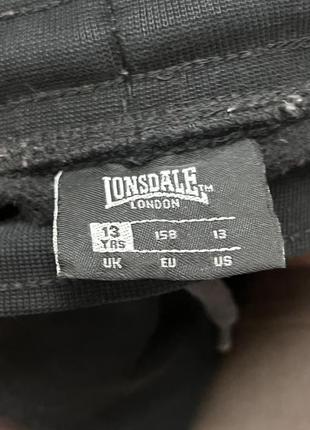 LONSDALE™
LONDON
13 YRS 158 13
UK EU US